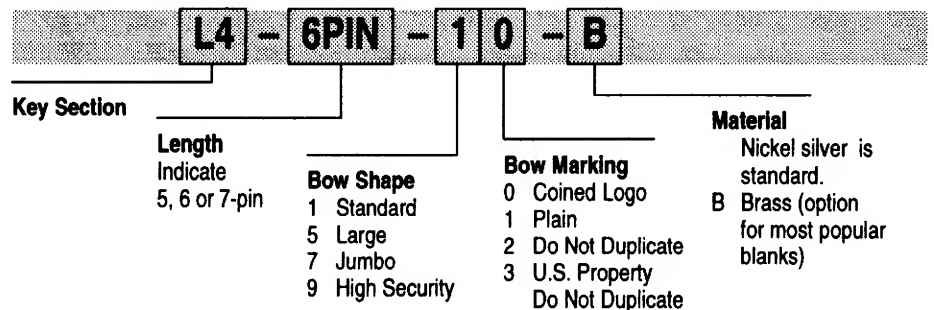 L4 – 6PIN – 1 0 – B
Key Section
Length
Indicate
5, 6 or 7-pin
Bow Shape
1 Standard
5 Large
7 Jumbo
9 High Security
Bow Marking
0 Coined Logo
1 Plain
2 Do Not Duplicate
3 U.S. Property
Do Not Duplicate
Material
Nickel silver is
standard.
B Brass (option
for most popular
blanks)